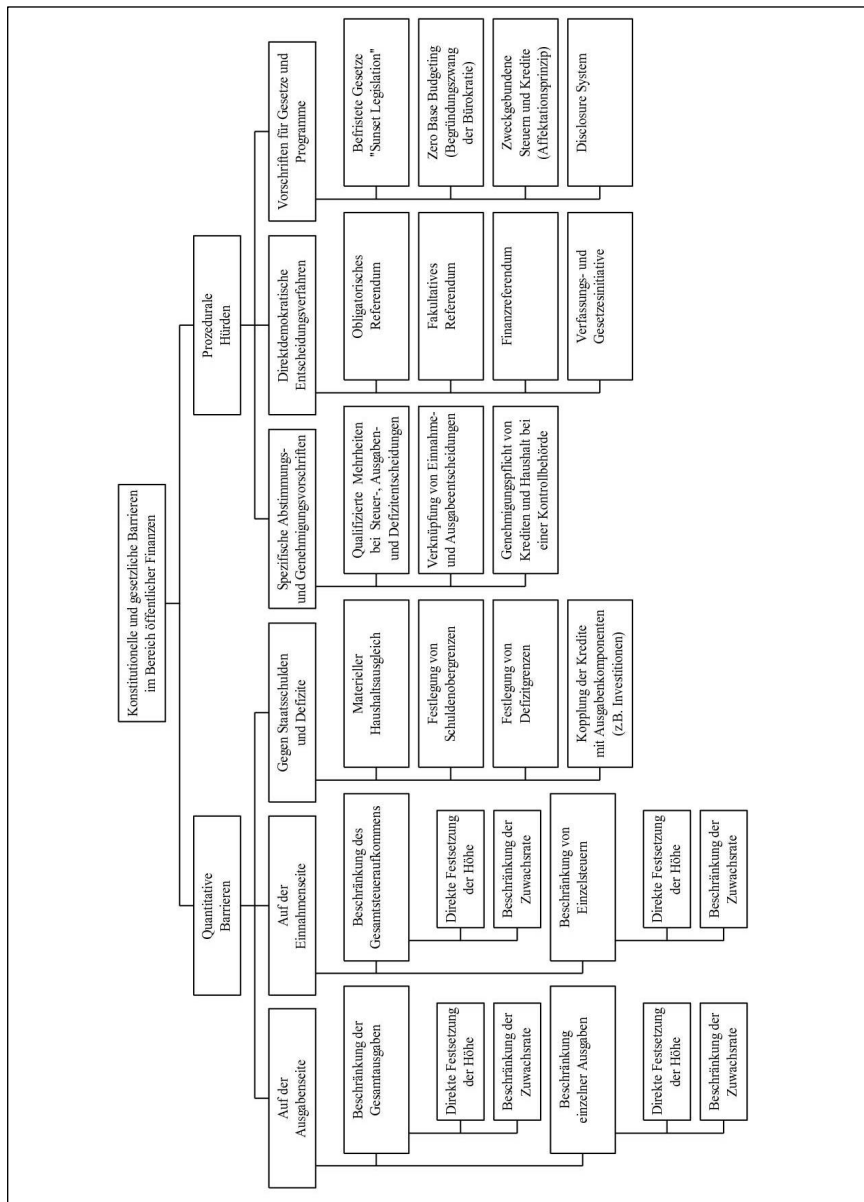 Konstitutionelle und gesetzliche Barrieren
im Bereich öffentlicher Finanzen
Quantitative
Barrieren
Prozedurale
Hürden
Auf der
Ausgabenseite
Auf der
Einnahmenseite
Gegen Staatsschulden
und Defizite
Spezifische Abstimmungs-
und Genehmigungsvorschriften
Direktdemokratische
Entscheidungsverfahren
Vorschriften für Gesetze und
Programme
Beschränkung der
Gesamtausgaben
Direkte Festsetzung
der Höhe
Beschränkung der
Zuwachsrate
Beschränkung
einzelner Ausgaben
Direkte Festsetzung
der Höhe
Beschränkung der
Zuwachsrate
Beschränkung des
Gesamtsteueraufkommens
Direkte Festsetzung
der Höhe
Beschränkung der
Zuwachsrate
Beschränkung von
Einzelsteuern
Direkte Festsetzung
der Höhe
Beschränkung der
Zuwachsrate
Materieller
Haushaltsausgleich
Festlegung von
Schuldenobergrenzen
Festlegung von
Defizitgrenzen
Kopplung der Kredite
mit Ausgabenkomponenten
(z.B. Investitionen)
Qualifizierte Mehrheiten
bei Steuer-, Ausgaben-
und Defizitentscheidungen
Verknüpfung von Einnahme-
und Ausgabeentscheidungen
Genehmigungspflicht von
Krediten und Haushalt bei
einer Kontrollbehörde
Obligatorisches
Referendum
Fakultatives
Referendum
Finanzreferendum
Verfassungs- und
Gesetzesinitiative
Befristete Gesetze
"Sunset Legislation"
Zero Base Budgeting
(Begründungszwang
der Bürokratie)
Zweckgebundene
Steuern und Kredite
(Affektationsprinzip)
Disclosure System